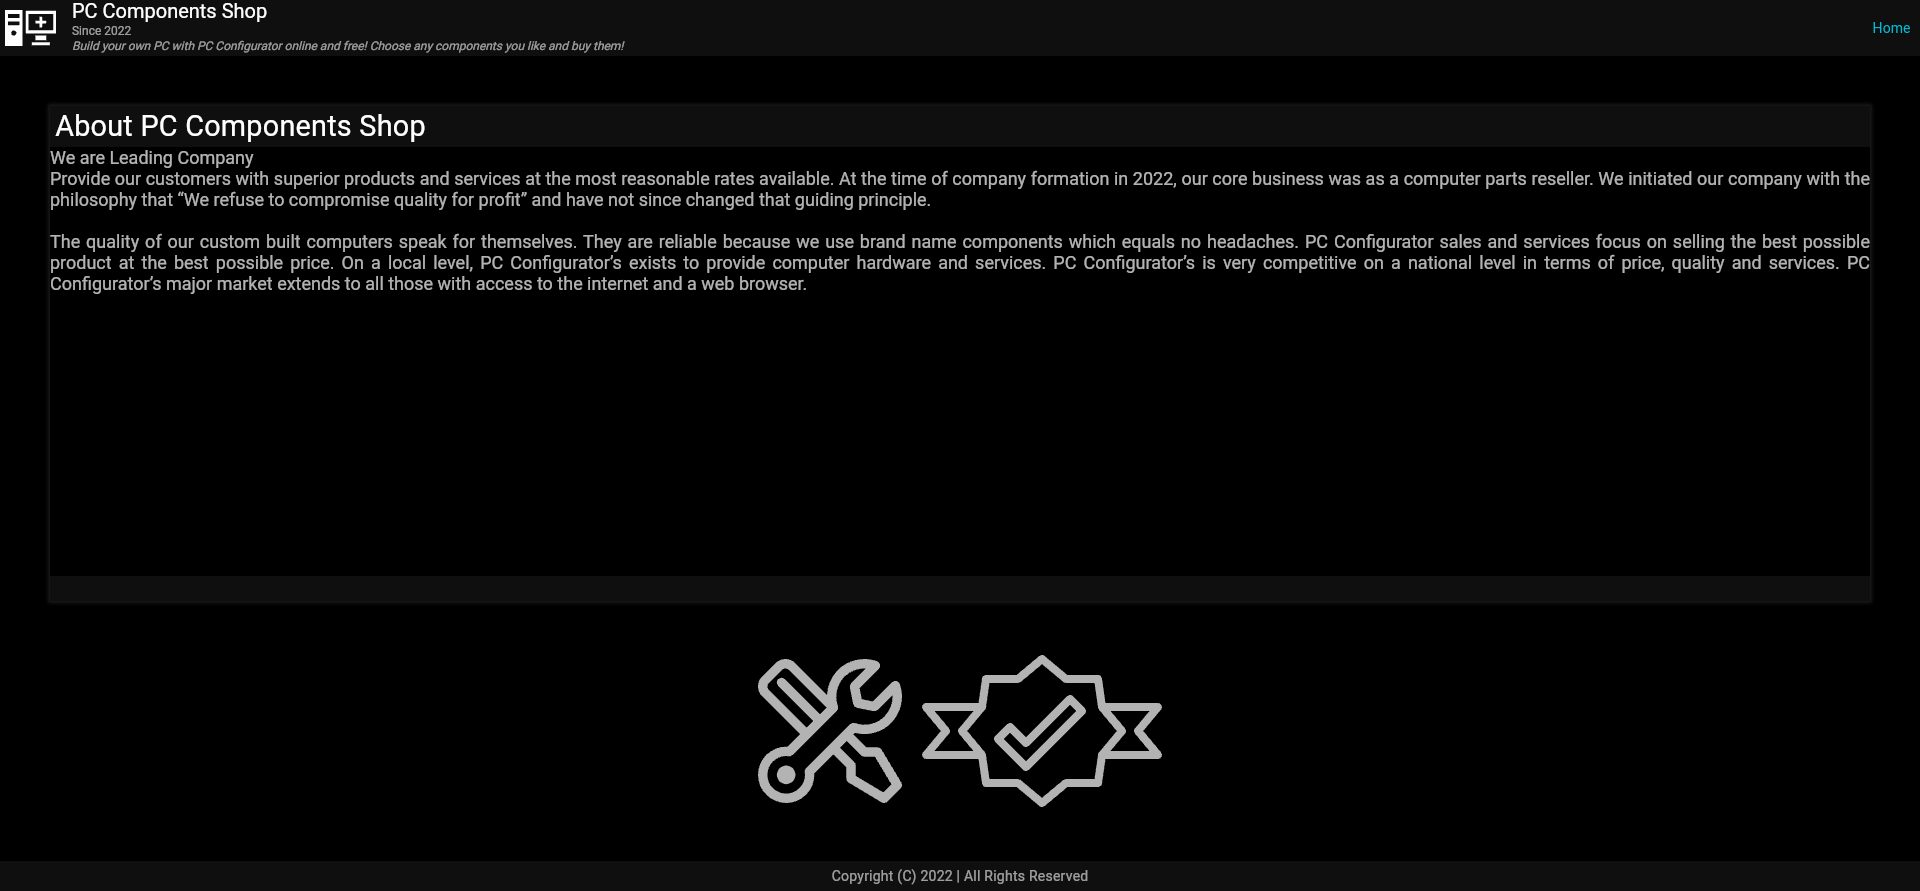 PC Components Shop
Since 2022
Build your own PC with PC Configurator online and free! Choose any components you like and buy them!
Home
About PC Components Shop
We are Leading Company
Provide our customers with superior products and services at the most reasonable rates available. At the time of company formation in 2022, our core business was as a computer parts reseller. We initiated our company with the
philosophy that “We refuse to compromise quality for profit” and have not since changed that guiding principle.
The quality of our custom built computers speak for themselves. They are reliable because we use brand name components which equals no headaches. PC Configurator sales and services focus on selling the best possible
product at the best possible price. On a local level, PC Configurator’s exists to provide computer hardware and services. PC Configurator’s is very competitive on a national level in terms of price, quality and services. PC
Configurator’s major market extends to all those with access to the internet and a web browser.
Copyright (C) 2022 | All Rights Reserved